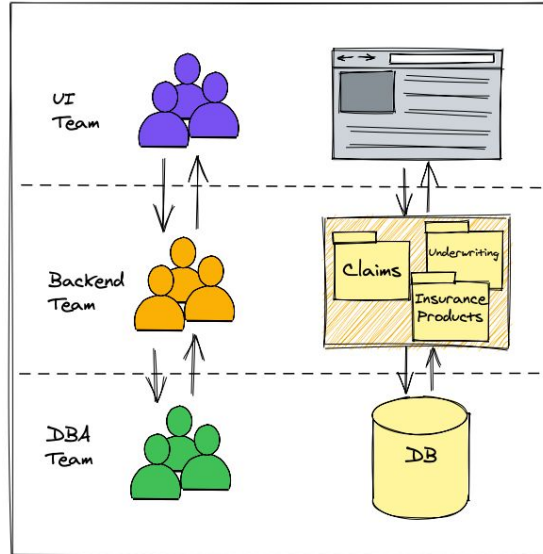 UI
Team
Backend
Team
DBA
Team
Claims
Underwriting
Insurance
Products
DB